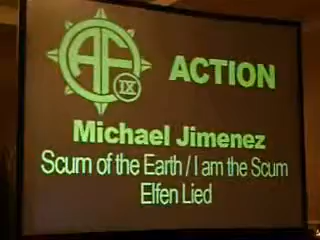 AF
IX
ACTION
Michael Jimenez
Scum of the Earth / I am the Scum
Elfen Lied